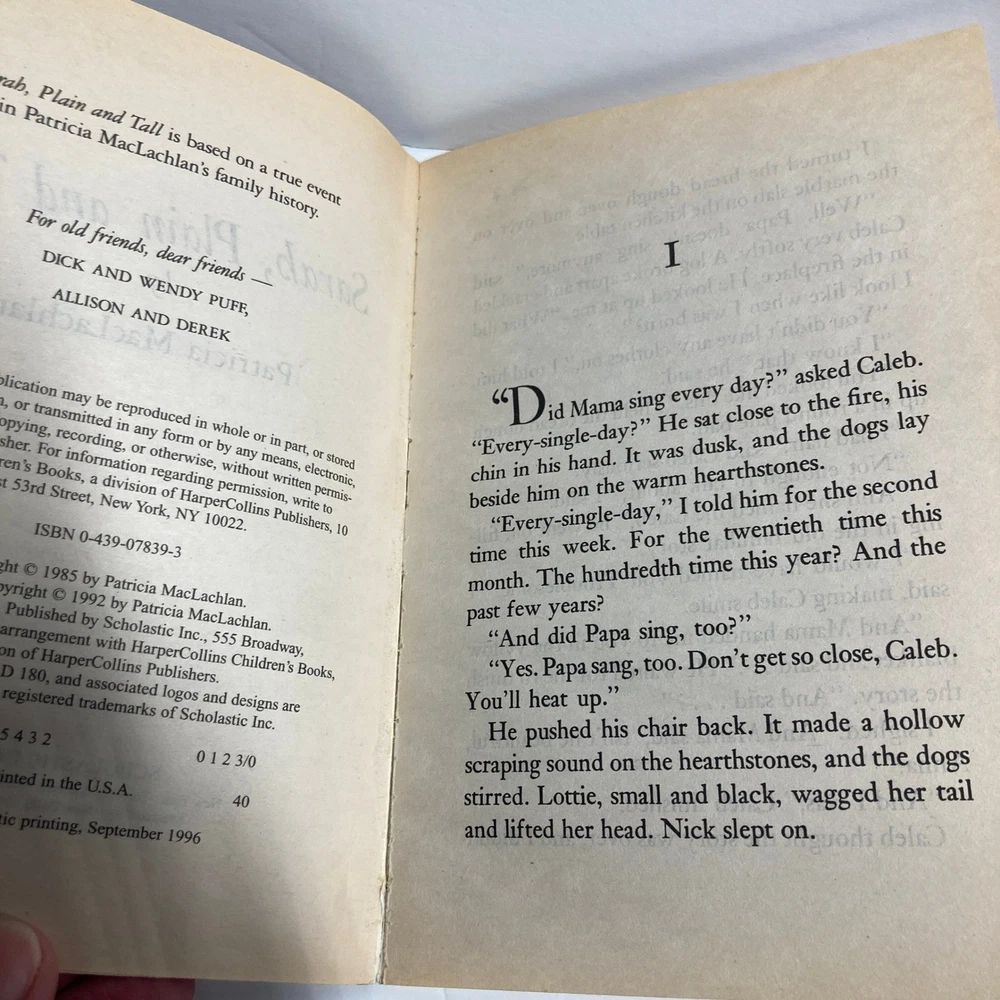 rah, Plain and Tall is based on a true event
in Patricia MacLachlan's family history.
For old friends, dear friends —
DICK AND WENDY PUFF,
ALLISON AND DEREK
blication may be reproduced in whole or in part, or stored
n, or transmitted in any form or by any means, electronic,
opying, recording, or otherwise, without written permis-
sher. For information regarding permission, write to
ren's Books, a division of HarperCollins Publishers, 10
st 53rd Street, New York, NY 10022.
ISBN 0-439-07839-3
ght © 1985 by Patricia MacLachlan.
pyright © 1992 by Patricia MacLachlan.
Published by Scholastic Inc., 555 Broadway,
arrangement with HarperCollins Children's Books,
on of HarperCollins Publishers.
D 180, and associated logos and designs are
registered trademarks of Scholastic Inc.
5 4 3 2
0 1 2 3/0
inted in the U.S.A.
40
tic printing, September 1996
I
"Did Mama sing every day?" asked Caleb.
"Every-single-day?" He sat close to the fire, his
chin in his hand. It was dusk, and the dogs lay
beside him on the warm hearthstones.
"Every-single-day," I told him for the second
time this week. For the twentieth time this
month. The hundredth time this year? And the
past few years?
"And did Papa sing, too?"
"Yes. Papa sang, too. Don't get so close, Caleb.
You'll heat up."
He pushed his chair back. It made a hollow
scraping sound on the hearthstones, and the dogs
stirred. Lottie, small and black, wagged her tail
and lifted her head. Nick slept on.